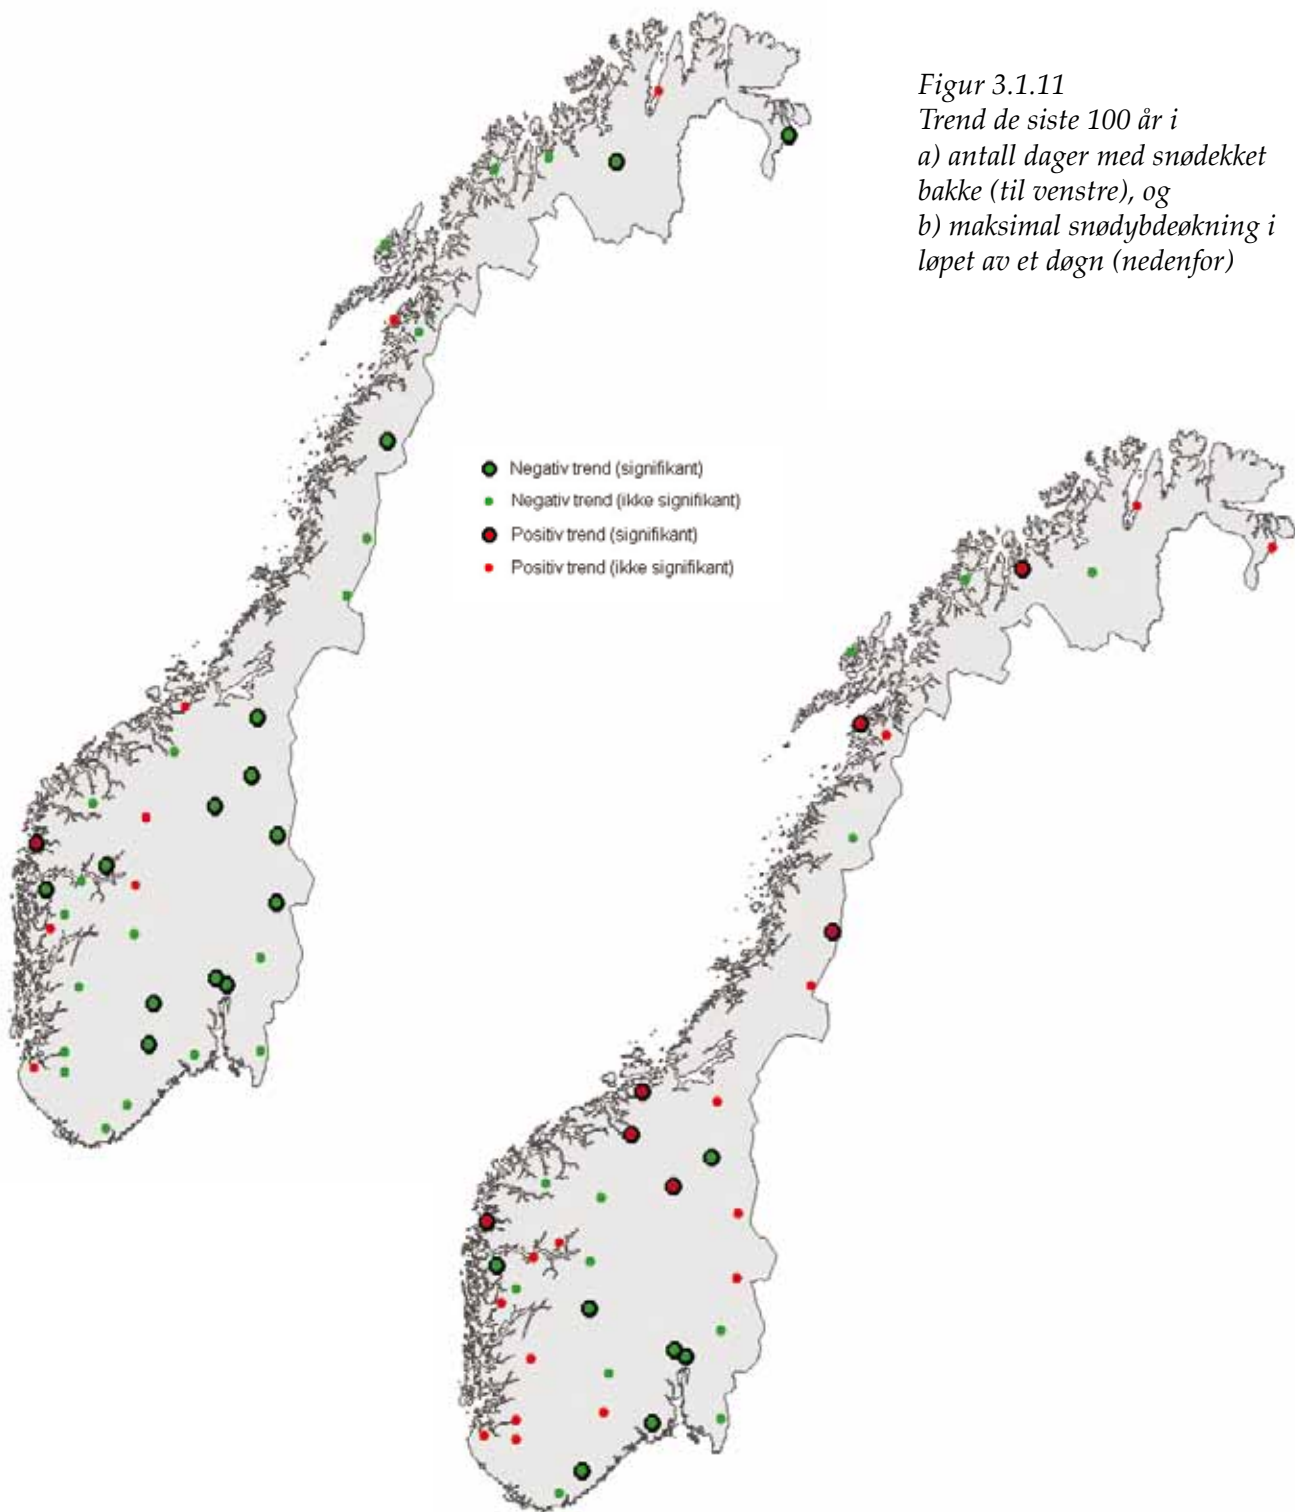 Figur 3.1.11
Trend de siste 100 år i
a) antall dager med snødekket
bakke (til venstre), og
b) maksimal snødybdeøkning i
løpet av et døgn (nedenfor)
Negativ trend (signifikant)
Negativ trend (ikke signifikant)
Positiv trend (signifikant)
Positiv trend (ikke signifikant)